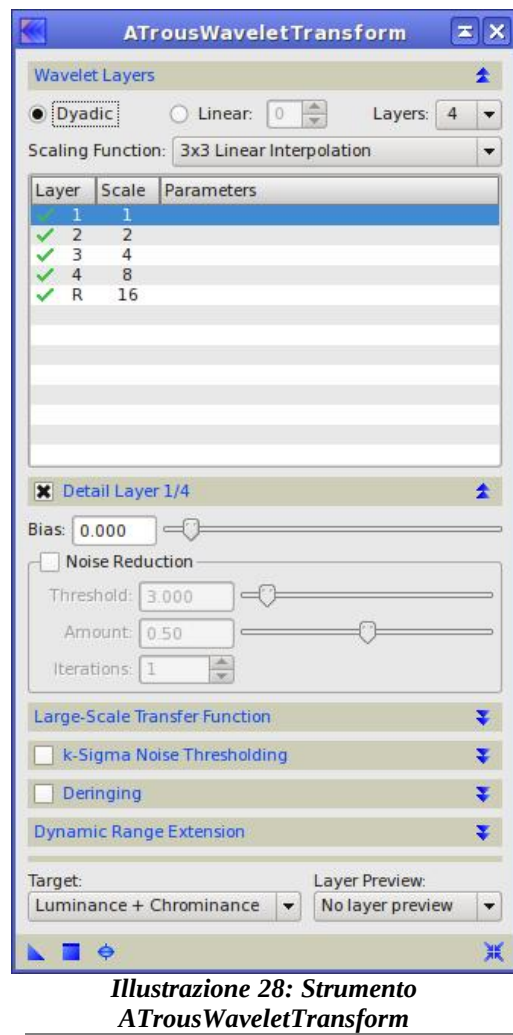 ATrousWaveletTransform
Wavelet Layers
Dyadic Linear: 0 Layers: 4
Scaling Function: 3x3 Linear Interpolation
Layer Scale Parameters
1 1
2 2
3 4
4 8
R 16
Detail Layer 1/4
Bias: 0.000
Noise Reduction
Threshold: 3.000
Amount: 0.50
Iterations: 1
Large-Scale Transfer Function
k-Sigma Noise Thresholding
Deringing
Dynamic Range Extension
Target: Layer Preview:
Luminance + Chrominance No layer preview
Illustrazione 28: Strumento
ATrousWaveletTransform